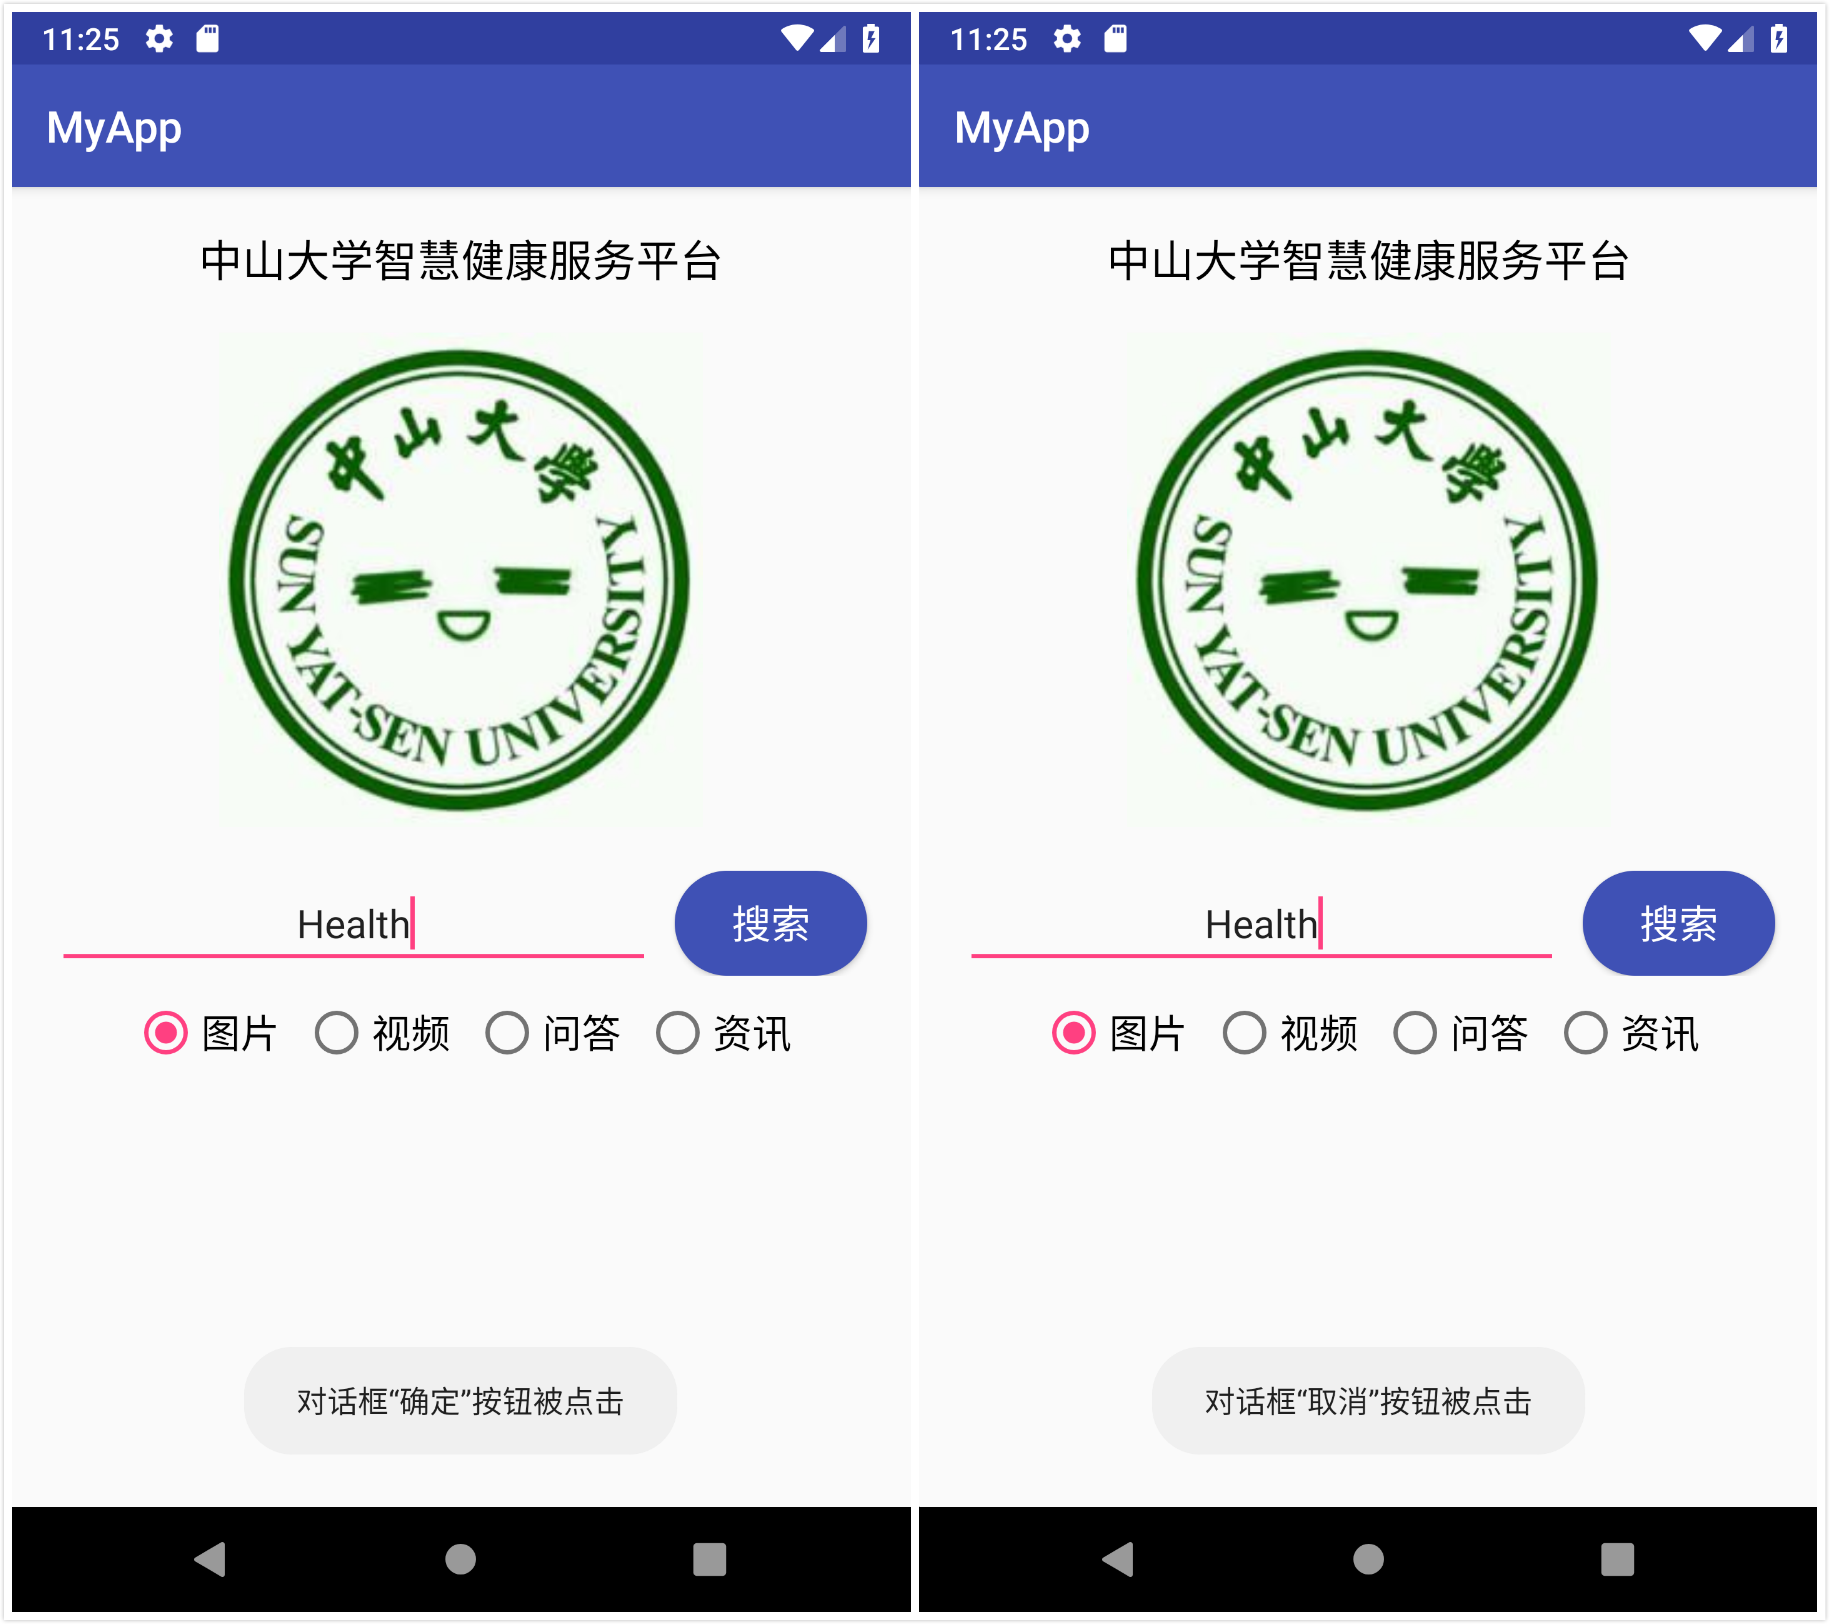 11:25
MyApp
中山大学智慧健康服务平台
中山大學
SUN YAT-SEN UNIVERSITY
Health
搜索
图片 视频 问答 资讯
对话框“确定”按钮被点击
11:25
MyApp
中山大学智慧健康服务平台
中山大學
SUN YAT-SEN UNIVERSITY
Health
搜索
图片 视频 问答 资讯
对话框“取消”按钮被点击